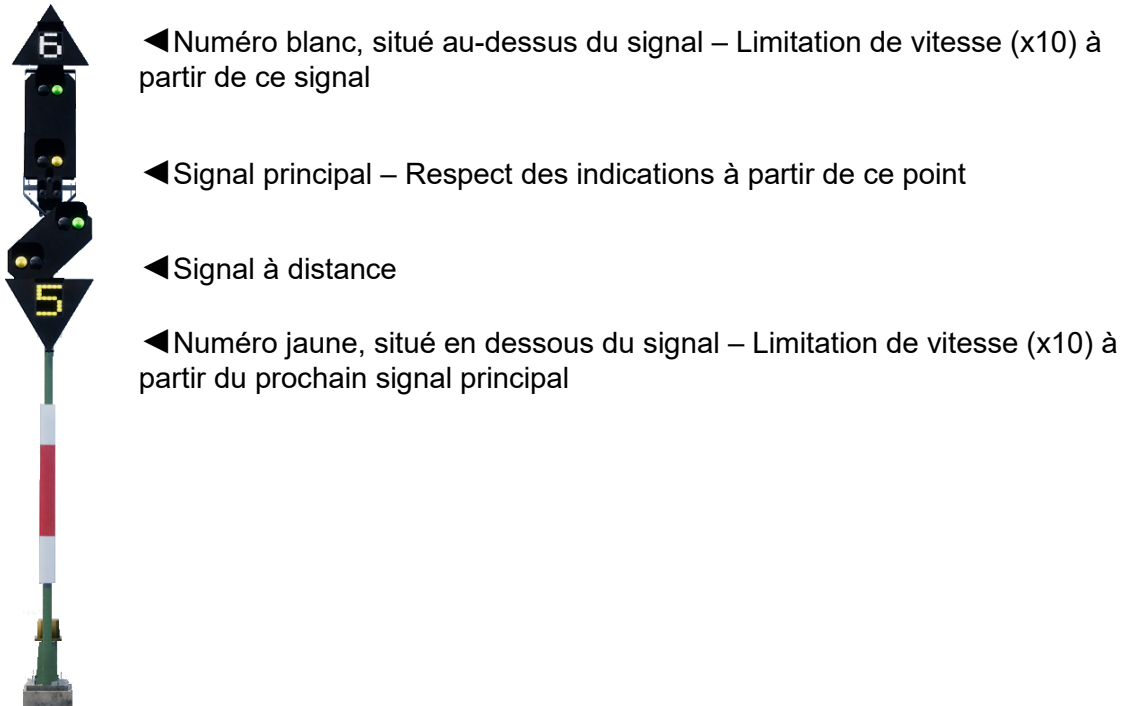 6
◀Numéro blanc, situé au-dessus du signal – Limitation de vitesse (x10) à
partir de ce signal
◀Signal principal – Respect des indications à partir de ce point
◀Signal à distance
5
◀Numéro jaune, situé en dessous du signal – Limitation de vitesse (x10) à
partir du prochain signal principal